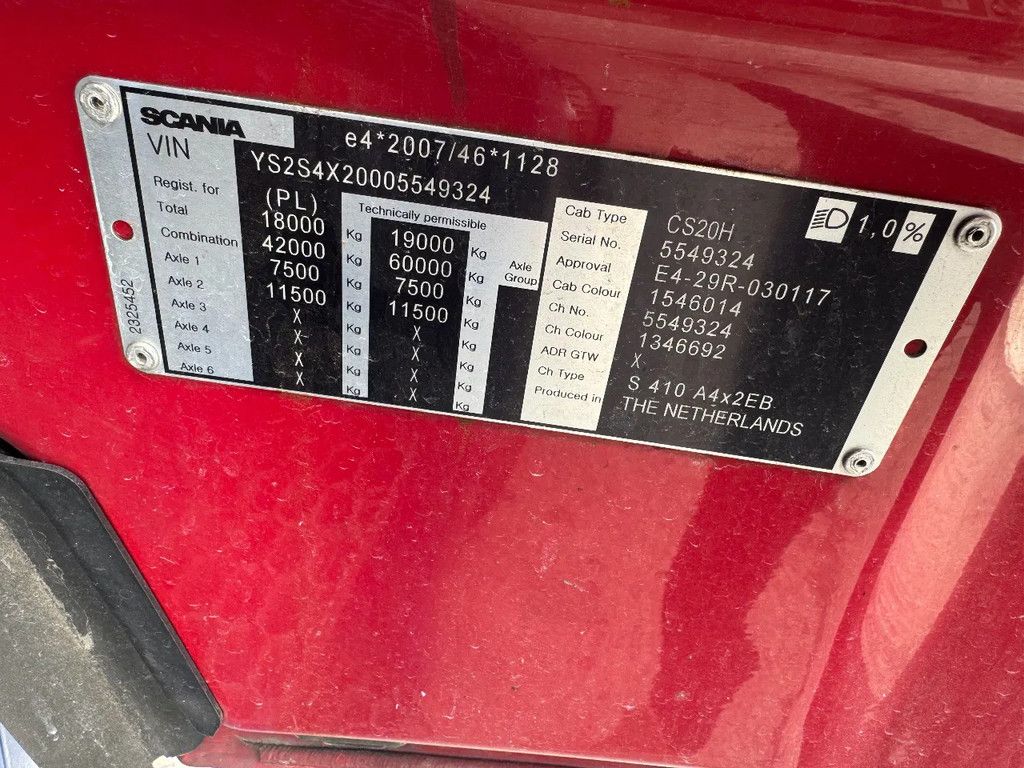 SCANIA
VIN
e4*2007/46*1128
YS2S4X20005549324
Regist. for (PL) Technically permissible
Total 18000 Kg 19000 Kg
Combination 42000 Kg 60000 Kg
Axle 1 7500 Kg 7500 Kg
Axle 2 11500 Kg 11500 Kg
Axle 3 X Kg X Kg
Axle 4 X Kg X Kg
Axle 5 X Kg X Kg
Axle 6 X Kg X Kg
Axle
Group
2325452
Cab Type CS20H
Serial No. 5549324
Approval E4-29R-030117
Cab Colour 1546014
Ch No. 5549324
Ch Colour 1346692
ADR GTW X
Ch Type S 410 A4x2EB
Produced in THE NETHERLANDS
1,0%